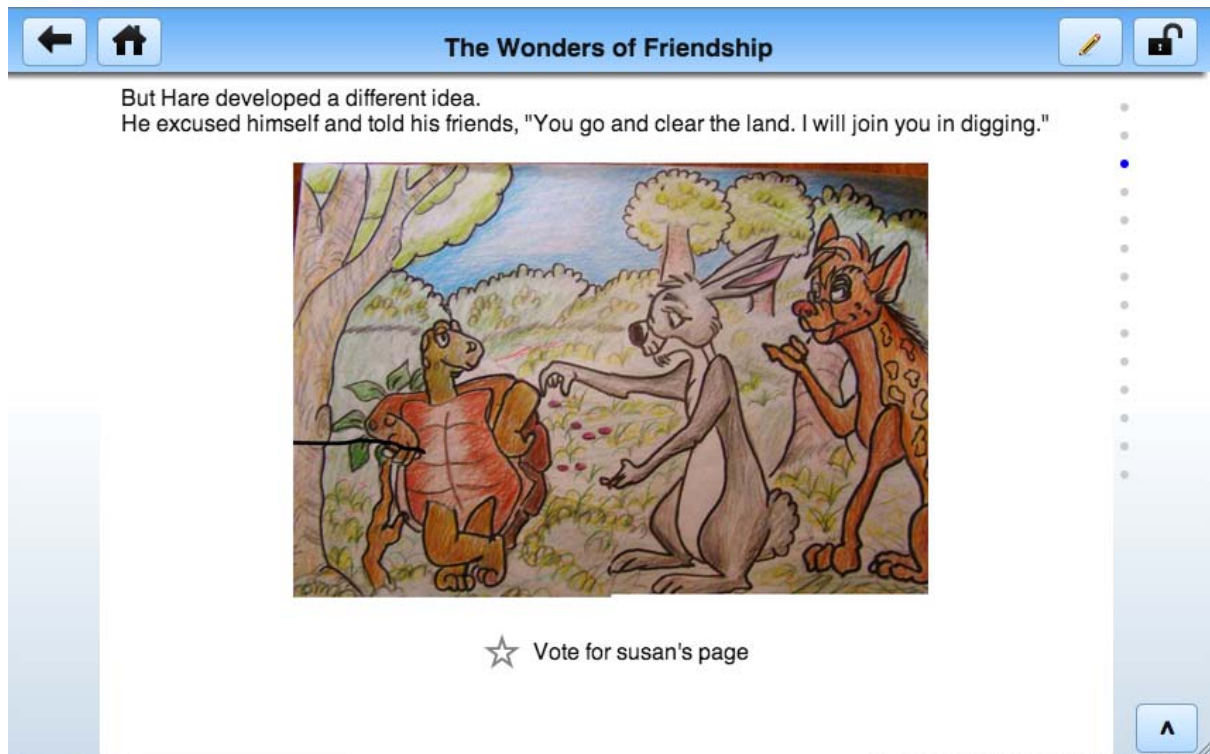 The Wonders of Friendship
But Hare developed a different idea.
He excused himself and told his friends, "You go and clear the land. I will join you in digging."
Vote for susan's page